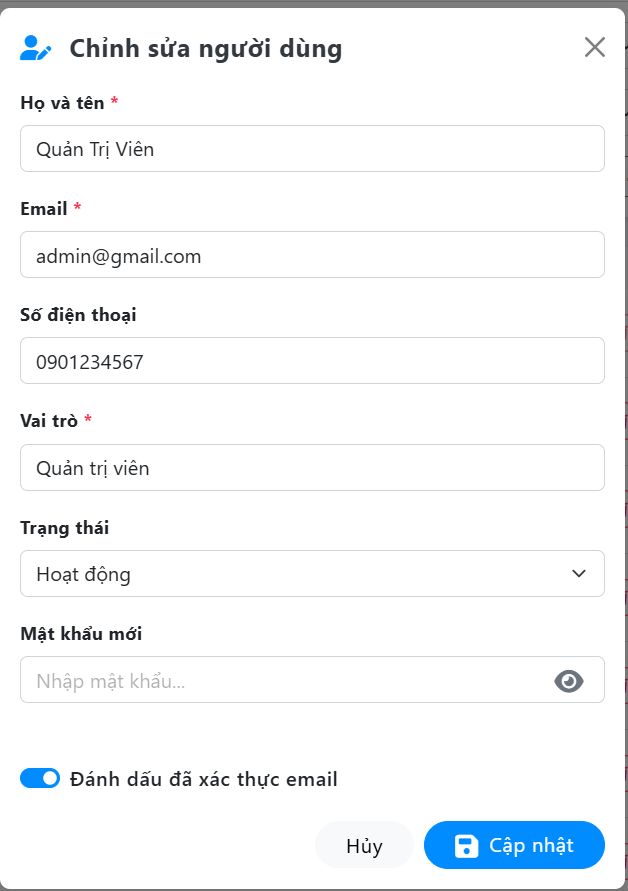 Chỉnh sửa người dùng
Họ và tên *
Quản Trị Viên
Email *
admin@gmail.com
Số điện thoại
0901234567
Vai trò *
Quản trị viên
Trạng thái
Hoạt động
Mật khẩu mới
Nhập mật khẩu...
Đánh dấu đã xác thực email
Hủy
Cập nhật